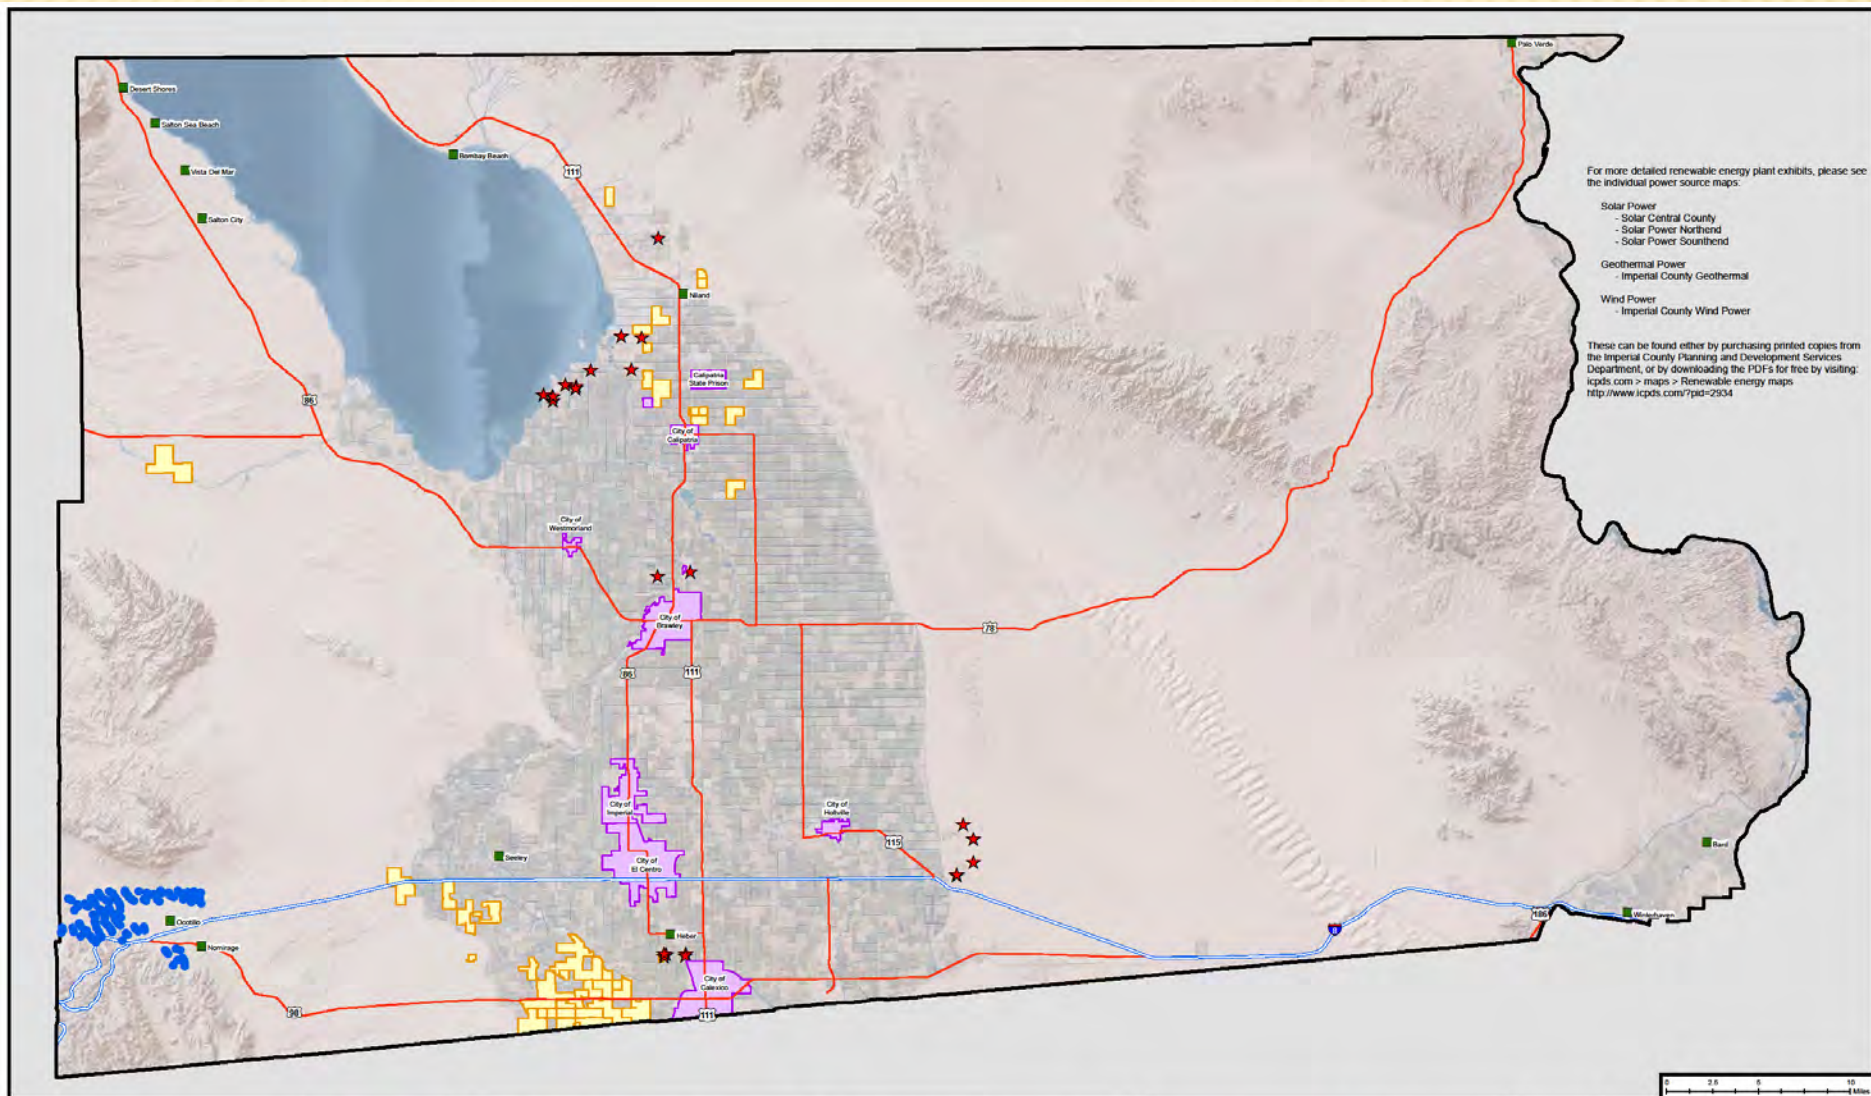 Palo Verde
Desert Shores
Salton Sea Beach
Bombay Beach
Vista Del Mar
111
For more detailed renewable energy plant exhibits, please see
the individual power source maps:
Solar Power
- Solar Central County
- Solar Power Northend
- Solar Power Sounthend
Geothermal Power
- Imperial County Geothermal
Wind Power
- Imperial County Wind Power
These can be found either by purchasing printed copies from
the Imperial County Planning and Development Services
Department, or by downloading the PDFs for free by visiting:
icpds.com > maps > Renewable energy maps
http://www.icpds.com/?pid=2934
Salton City
Niland
Calipatria
State Prison
86
City of
Calipatria
City of
Westmorland
City of
Brawley
78
86
111
City of
Imperial
City of
Holtville
115
Seeley
City of
El Centro
Bard
Ocotillo
Nomirage
Heber
8
186
Winterhaven
City of
Calexico
98
111
0 2.5 5 10
Miles